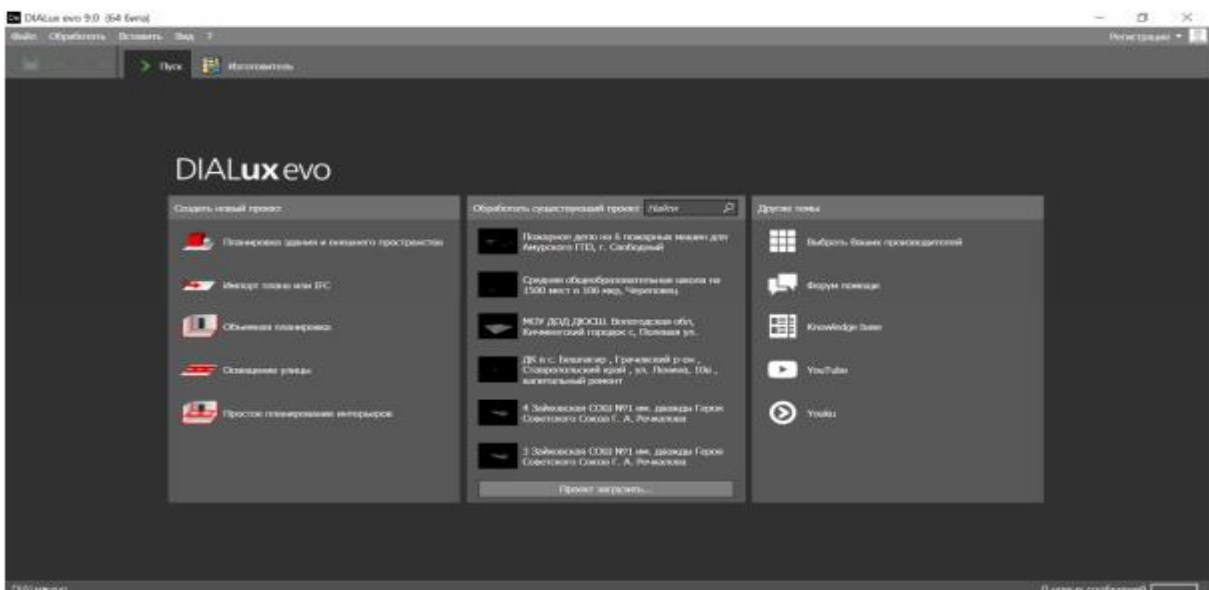 DIALux evo 9.0 (64 бита)
Файл Обработать Вставить Вид ?
Регистрация
Пуск
Изготовитель
DIALux evo
Создать новый проект
Планировка здания и внешнего пространства
Импорт плана или IFC
Объемная планировка
Освещение улицы
Простое планирование интерьеров
Обработать существующий проект Найти
Пожарное депо на 6 пожарных машин для
Амурского ГПЗ, г. Свободный
Средняя общеобразовательная школа на
1500 мест в 106 мкр, Череповец
МОУ ДОД ДЮСШ. Вологодская обл,
Кичменгский городок с, Полевая ул.
ДК в с. Бешпагир , Грачевский р-он ,
Ставропольский край , ул. Ленина, 10а ,
капитальный ремонт
4 Зайковская СОШ №1 им. дважды Героя
Советского Союза Г. А. Речкалова
3 Зайковская СОШ №1 им. дважды Героя
Советского Союза Г. А. Речкалова
Проект загрузить...
Другие темы
Выбрать Ваших производителей
Форум помощи
Knowledge base
YouTube
Youku